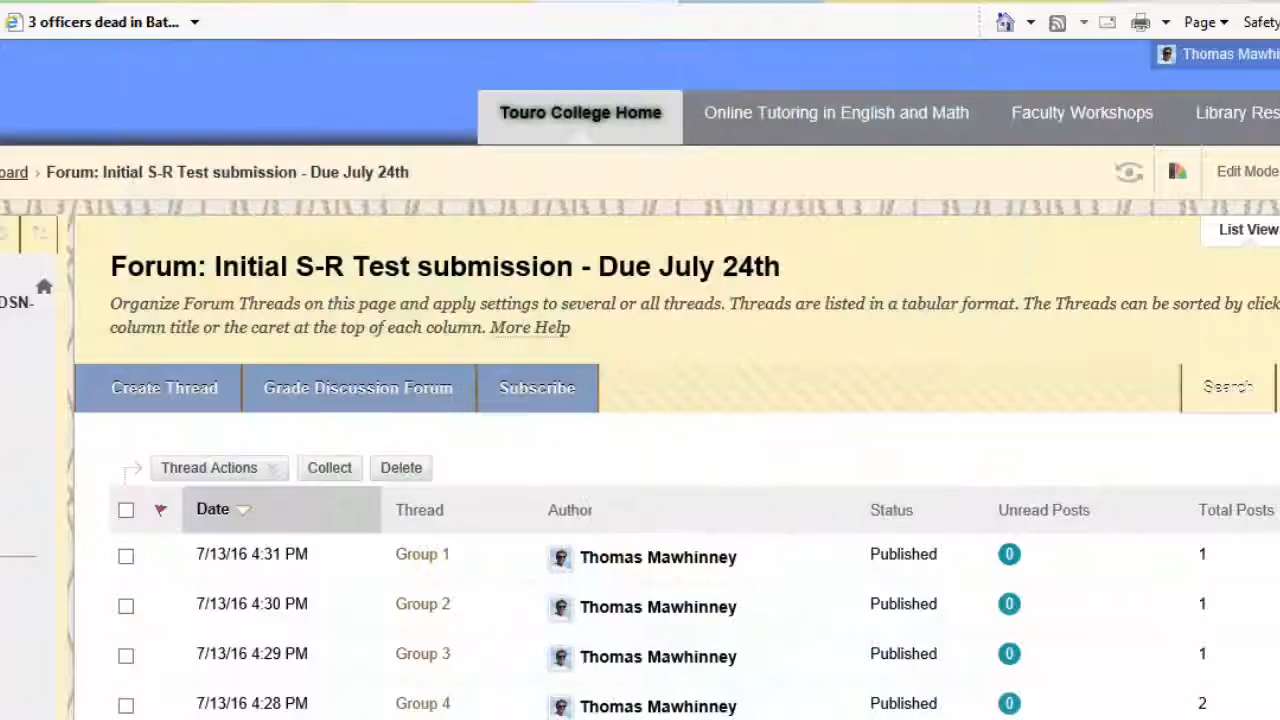 3 officers dead in Bat...
Page
Safety
Thomas Mawhi
Touro College Home
Online Tutoring in English and Math
Faculty Workshops
Library Res
oard › Forum: Initial S-R Test submission - Due July 24th
Edit Mode
List View
Forum: Initial S-R Test submission - Due July 24th
DSN-
Organize Forum Threads on this page and apply settings to several or all threads. Threads are listed in a tabular format. The Threads can be sorted by click
column title or the caret at the top of each column. More Help
Create Thread
Grade Discussion Forum
Subscribe
Search
Thread Actions
Collect
Delete
Date Thread Author Status Unread Posts Total Posts
7/13/16 4:31 PM Group 1 Thomas Mawhinney Published 0 1
7/13/16 4:30 PM Group 2 Thomas Mawhinney Published 0 1
7/13/16 4:29 PM Group 3 Thomas Mawhinney Published 0 1
7/13/16 4:28 PM Group 4 Thomas Mawhinney Published 0 2